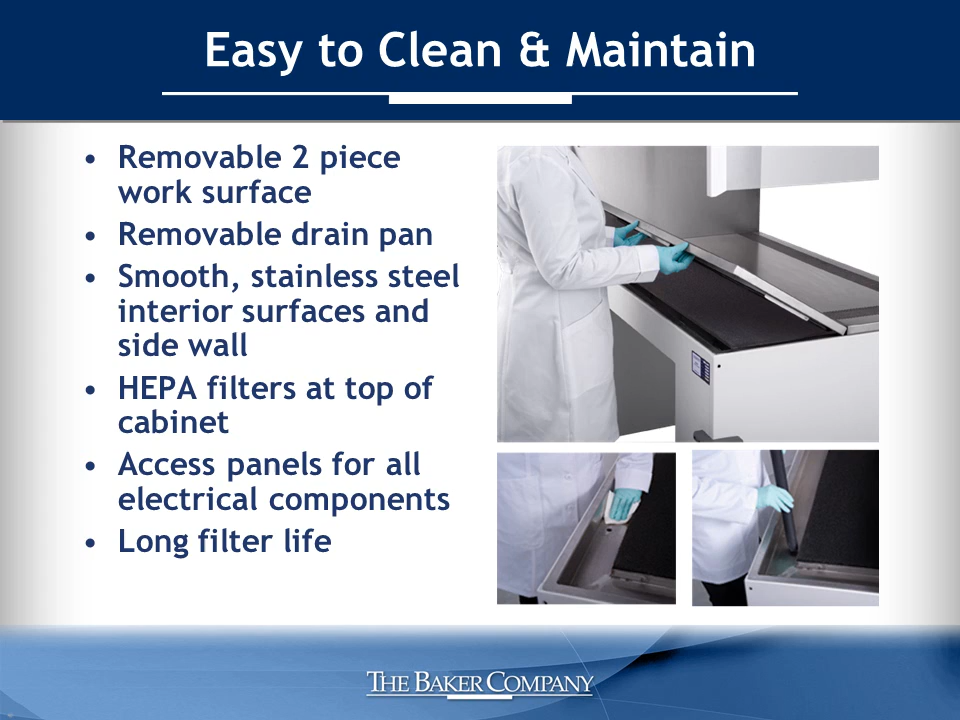 Easy to Clean & Maintain
• Removable 2 piece
work surface
• Removable drain pan
• Smooth, stainless steel
interior surfaces and
side wall
• HEPA filters at top of
cabinet
• Access panels for all
electrical components
• Long filter life
THE BAKER COMPANY